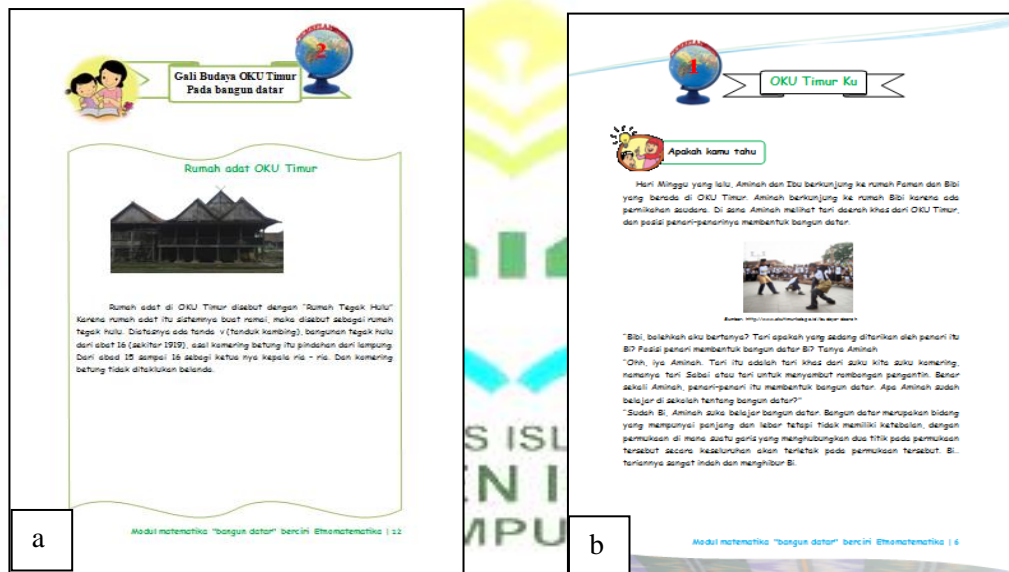 2
Gali Budaya OKU Timur
Pada bangun datar
Rumah adat OKU Timur
Rumah adat di OKU Timur disebut dengan "Rumah Tegak Hulu"
Karena rumah adat itu sistemnya buat ramai, maka disebut sebagai rumah
tegak hulu. Diatasnya ada tanda v (tanduk kambing), bangunan tegak hulu
dari abat 16 (sekitar 1919), asal komering betung itu pindahan dari lampung.
Dari abad 15 sampai 16 sebagi ketua nya kepala ria - ria. Dan komering
betung tidak ditaklukan belanda.
Modul matematika "bangun datar" berciri Etnomatematika | 12
a
1
OKU Timur Ku
Apakah kamu tahu
Hari Minggu yang lalu, Aminah dan Ibu berkunjung ke rumah Paman dan Bibi
yang berada di OKU Timur. Aminah berkunjung ke rumah Bibi karena ada
pernikahan saudara. Di sana Aminah melihat tari daerah khas dari OKU Timur,
dan posisi penari-penarinya membentuk bangun datar.
"Bibi, bolehkah aku bertanya? Tari apakah yang sedang ditarikan oleh penari itu
Bi? Posisi penari membentuk bangun datar Bi? Tanya Aminah
"Ohh, iya Aminah. Tari itu adalah tari khas dari suku kita suku komering,
namanya tari Sabai atau tari untuk menyambut rombongan pengantin. Benar
sekali Aminah, penari-penari itu membentuk bangun datar. Apa Aminah sudah
belajar di sekolah tentang bangun datar?"
"Sudah Bi, Aminah suka belajar bangun datar. Bangun datar merupakan bidang
yang mempunyai panjang dan lebar tetapi tidak memiliki ketebalan, dengan
permukaan di mana suatu garis yang menghubungkan dua titik pada permukaan
tersebut secara keseluruhan akan terletak pada permukaan tersebut. Bi..
tariannya sangat indah dan menghibur Bi.
Modul matematika "bangun datar" berciri Etnomatematika | 6
b
S ISL
EN I
MPU